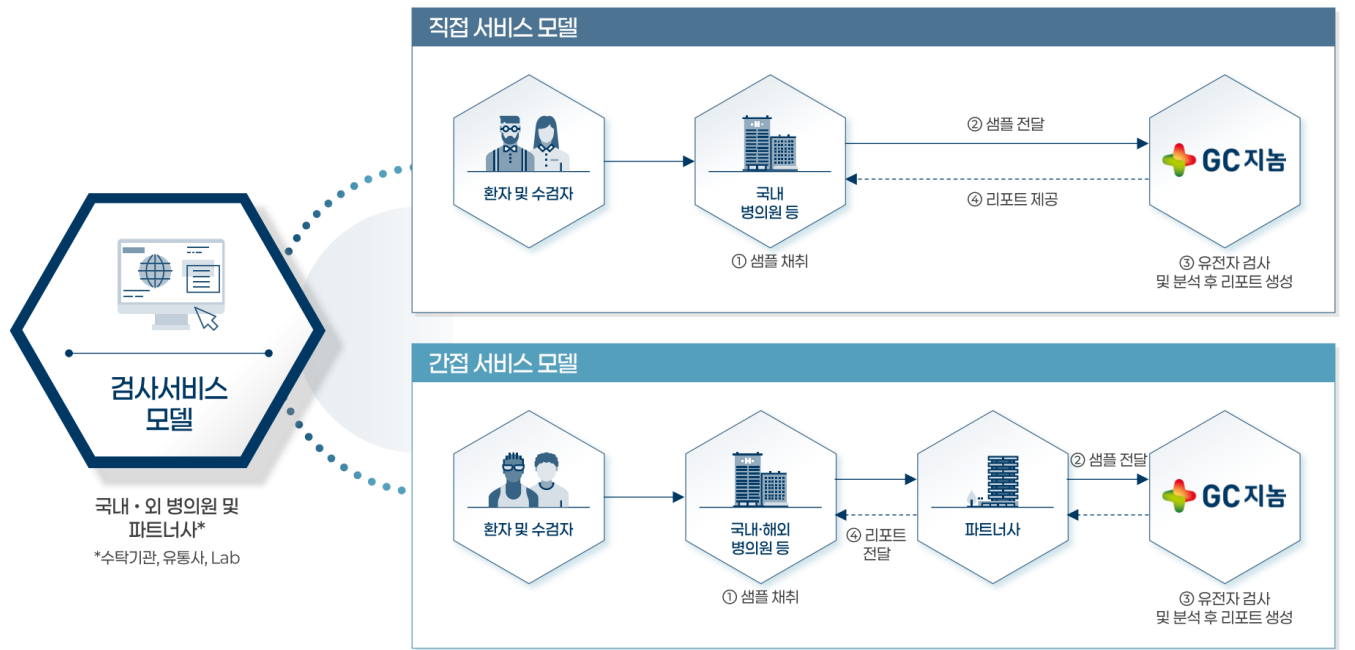 검사서비스
모델
국내·외 병의원 및
파트너사*
*수탁기관, 유통사, Lab
직접 서비스 모델
환자 및 수검자
-H-
국내
병의원 등
① 샘플 채취
② 샘플 전달
④ 리포트 제공
GC지놈
③ 유전자 검사
및 분석 후 리포트 생성
간접 서비스 모델
환자 및 수검자
-H-
국내·해외
병의원 등
① 샘플 채취
④ 리포트
전달
파트너사
② 샘플 전달
GC지놈
③ 유전자 검사
및 분석 후 리포트 생성